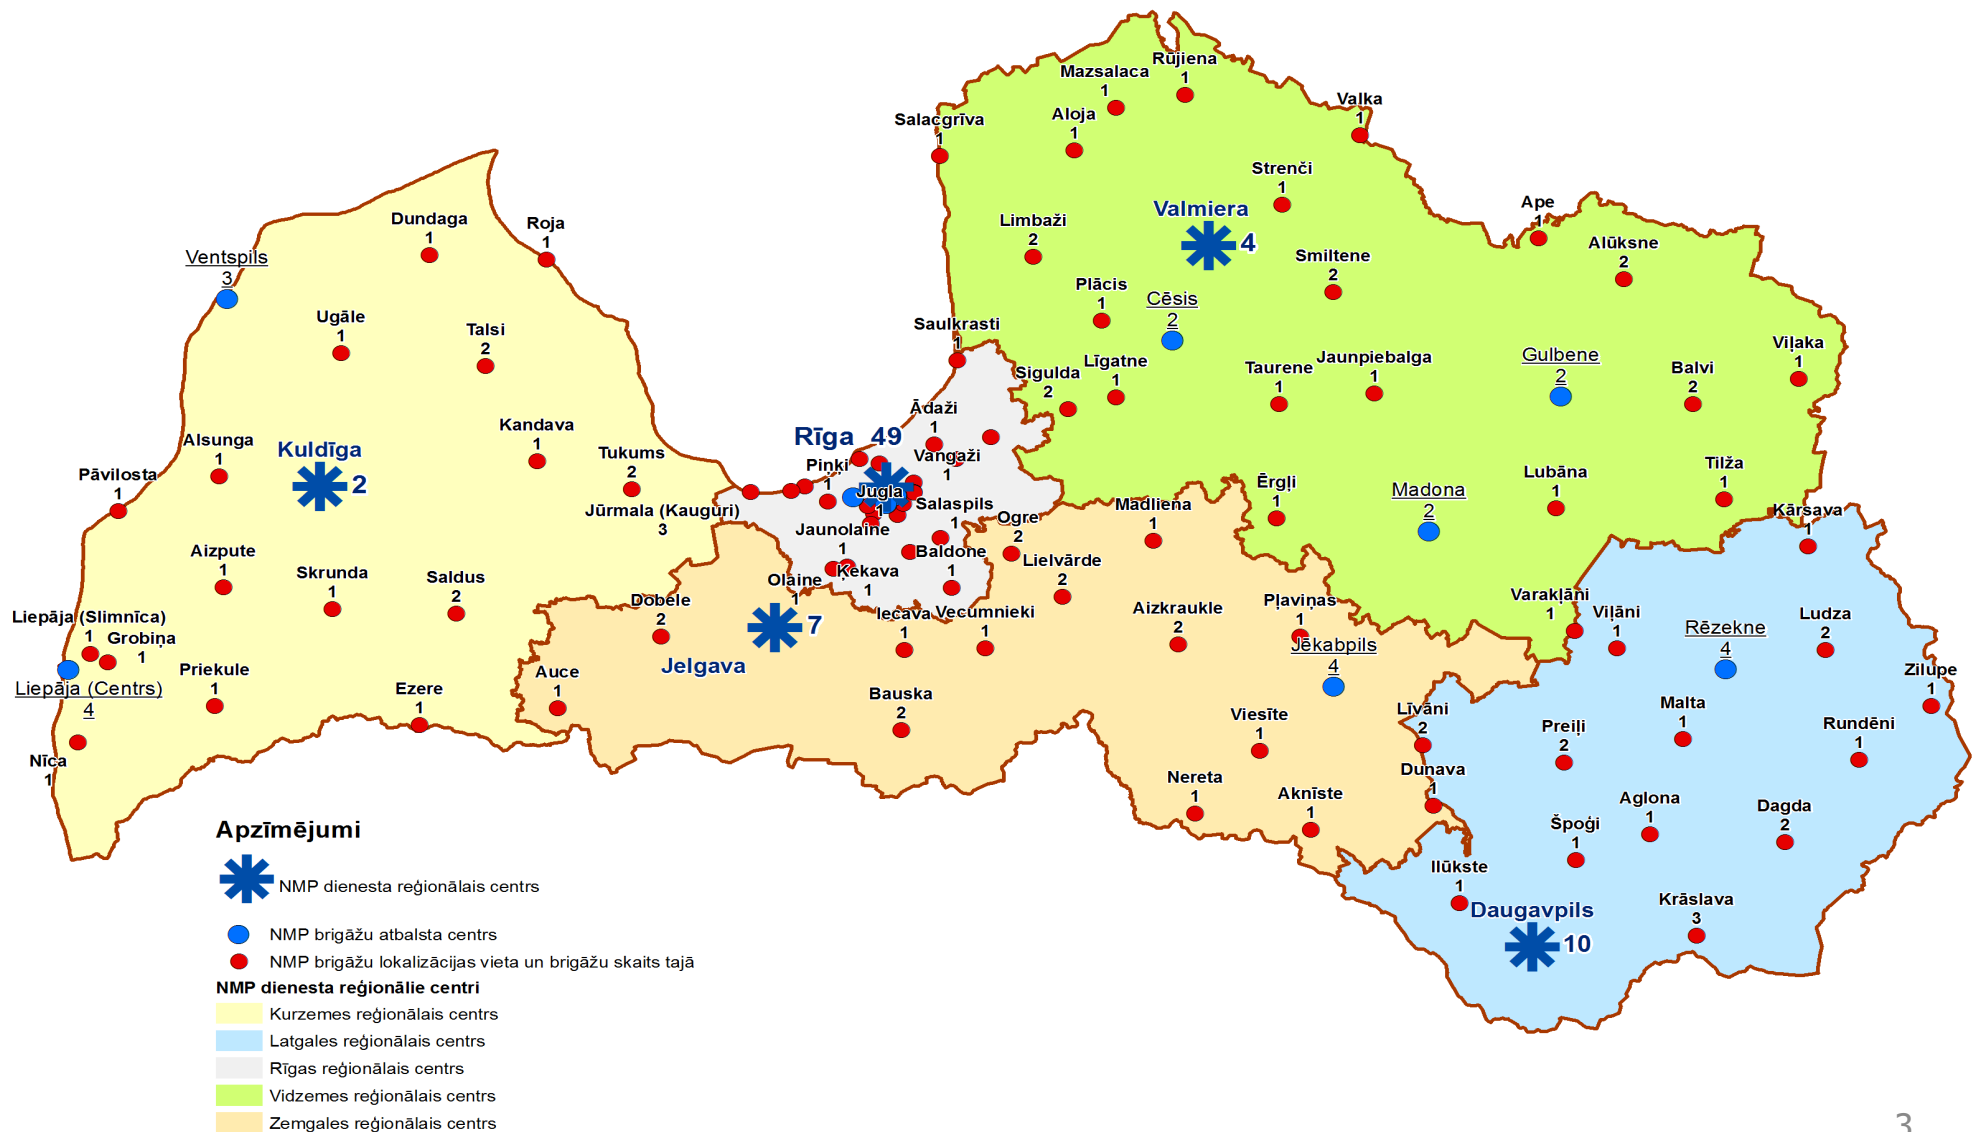 Rūjiena
1
Mazsalaca
1
Valka
1
Aloja
1
Salacgrīva
1
Strenči
1
Valmiera
4
Ape
1
Limbaži
2
Alūksne
2
Smiltene
2
Dundaga
1
Roja
1
Ventspils
3
Plācis
1
Cēsis
2
Ugāle
1
Talsi
2
Saulkrasti
1
Sigulda
2
Līgatne
1
Taurene
1
Jaunpiebalga
1
Gulbene
2
Balvi
2
Viļaka
1
Ādaži
1
Rīga 49
Kandava
1
Alsunga
1
Kuldīga
2
Tukums
2
Pāvilosta
1
Piņķi
1
Vangaži
1
Jugla
1
Jūrmala (Kauguri)
3
Salaspils
1
Ogre
2
Madliena
1
Ērgļi
1
Madona
2
Lubāna
1
Tilža
1
Kārsava
1
Jaunolaine
1
Baldone
1
Ķekava
1
Olaine
1
Lielvārde
2
Aizpute
1
Skrunda
1
Saldus
2
Dobele
2
Jelgava
7
Iecava
1
Vecumnieki
1
Aizkraukle
2
Pļaviņas
1
Jēkabpils
4
Varakļāni
1
Viļāni
1
Rēzekne
4
Ludza
2
Zilupe
1
Liepāja (Slimnīca)
1
Grobiņa
1
Liepāja (Centrs)
4
Priekule
1
Ezere
1
Auce
1
Bauska
2
Viesīte
1
Līvāni
2
Preiļi
2
Malta
1
Rundēni
1
Nīca
1
Nereta
1
Aknīste
1
Dunava
1
Aglona
1
Dagda
2
Špoģi
1
Ilūkste
1
Daugavpils
10
Krāslava
3
Apzīmējumi
NMP dienesta reģionālais centrs
NMP brigāžu atbalsta centrs
NMP brigāžu lokalizācijas vieta un brigāžu skaits tajā
NMP dienesta reģionālie centri
Kurzemes reģionālais centrs
Latgales reģionālais centrs
Rīgas reģionālais centrs
Vidzemes reģionālais centrs
Zemgales reģionālais centrs
3